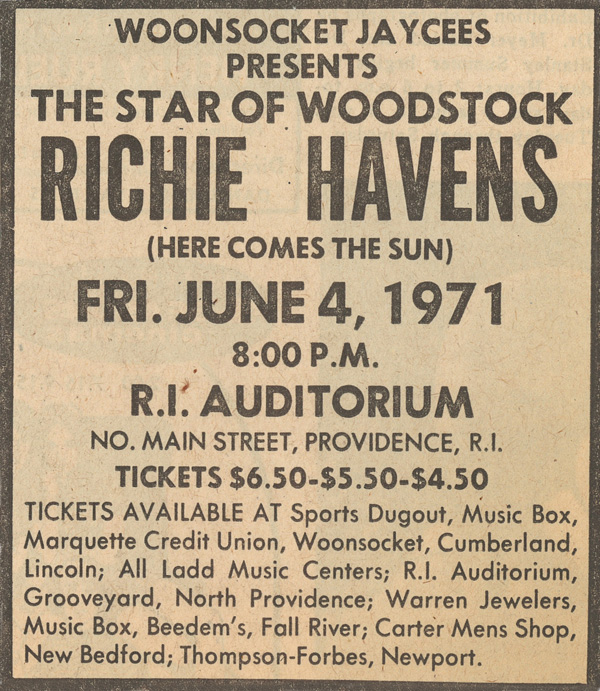 WOONSOCKET JAYCEES
PRESENTS
THE STAR OF WOODSTOCK
RICHIE HAVENS
(HERE COMES THE SUN)
FRI. JUNE 4, 1971
8:00 P.M.
R.I. AUDITORIUM
NO. MAIN STREET, PROVIDENCE, R.I.
TICKETS $6.50-$5.50-$4.50
TICKETS AVAILABLE AT Sports Dugout, Music Box,
Marquette Credit Union, Woonsocket, Cumberland,
Lincoln; All Ladd Music Centers; R.I. Auditorium,
Grooveyard, North Providence; Warren Jewelers,
Music Box, Beedem's, Fall River; Carter Mens Shop,
New Bedford; Thompson-Forbes, Newport.